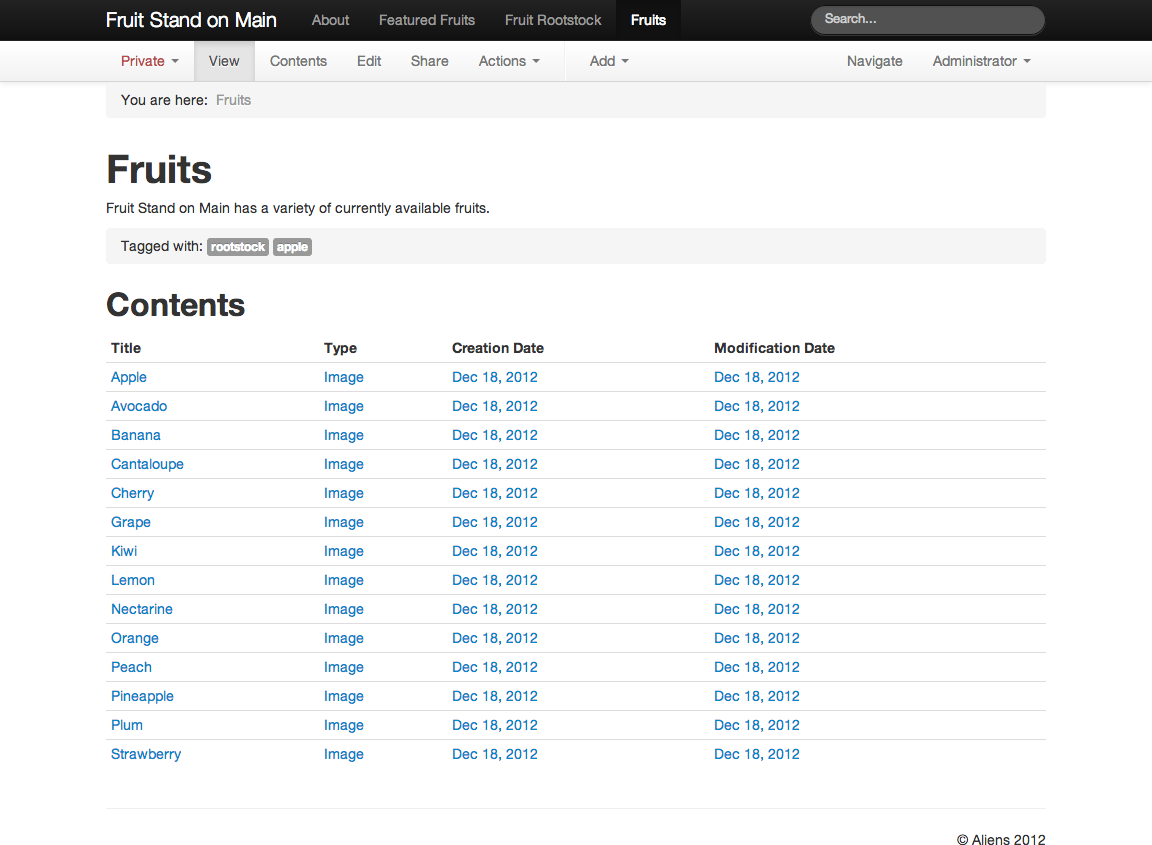 Fruit Stand on Main About Featured Fruits Fruit Rootstock Fruits Search...
Private View Contents Edit Share Actions Add Navigate Administrator
You are here: Fruits
Fruits
Fruit Stand on Main has a variety of currently available fruits.
Tagged with: rootstock apple
Contents
Title Type Creation Date Modification Date
Apple Image Dec 18, 2012 Dec 18, 2012
Avocado Image Dec 18, 2012 Dec 18, 2012
Banana Image Dec 18, 2012 Dec 18, 2012
Cantaloupe Image Dec 18, 2012 Dec 18, 2012
Cherry Image Dec 18, 2012 Dec 18, 2012
Grape Image Dec 18, 2012 Dec 18, 2012
Kiwi Image Dec 18, 2012 Dec 18, 2012
Lemon Image Dec 18, 2012 Dec 18, 2012
Nectarine Image Dec 18, 2012 Dec 18, 2012
Orange Image Dec 18, 2012 Dec 18, 2012
Peach Image Dec 18, 2012 Dec 18, 2012
Pineapple Image Dec 18, 2012 Dec 18, 2012
Plum Image Dec 18, 2012 Dec 18, 2012
Strawberry Image Dec 18, 2012 Dec 18, 2012
© Aliens 2012